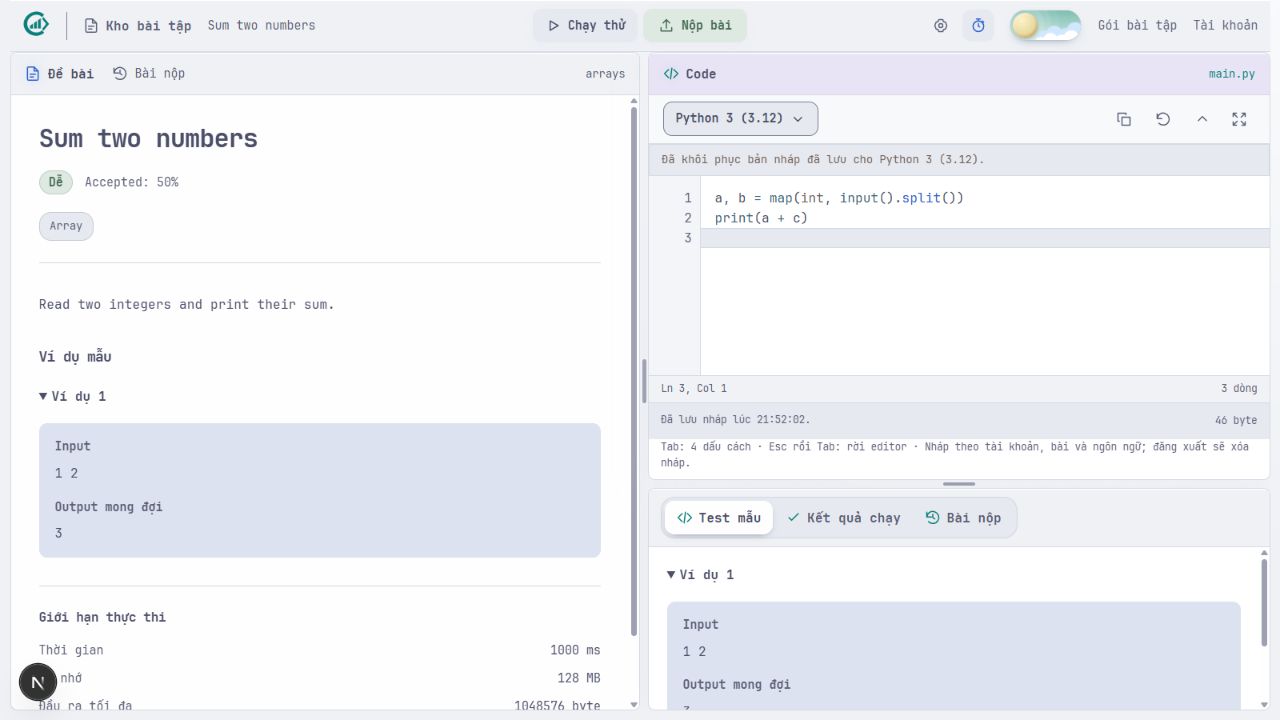 Kho bài tập
Sum two numbers
Chạy thử
Nộp bài
Gói bài tập
Tài khoản
Đề bài
Bài nộp
arrays
Sum two numbers
Dễ
Accepted: 50%
Array
Read two integers and print their sum.
Ví dụ mẫu
Ví dụ 1
Input
1 2
Output mong đợi
3
Giới hạn thực thi
Thời gian 1000 ms
nhớ 128 MB
Đầu ra tối đa 1048576 byte
N
Code
main.py
Python 3 (3.12)
Đã khôi phục bản nháp đã lưu cho Python 3 (3.12).
1 a, b = map(int, input().split())
2 print(a + c)
3
Ln 3, Col 1
3 dòng
Đã lưu nháp lúc 21:52:02.
46 byte
Tab: 4 dấu cách · Esc rồi Tab: rời editor · Nháp theo tài khoản, bài và ngôn ngữ; đăng xuất sẽ xóa
nháp.
Test mẫu
Kết quả chạy
Bài nộp
Ví dụ 1
Input
1 2
Output mong đợi